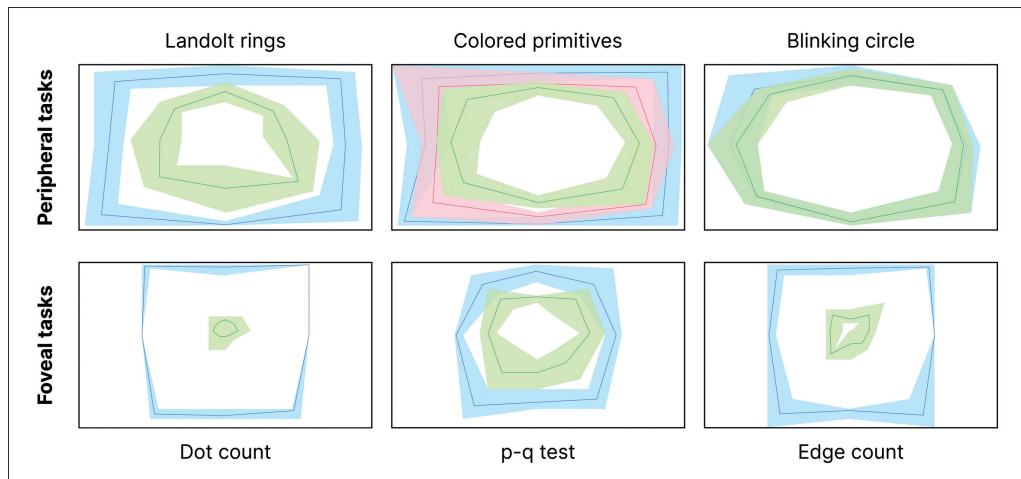 Landolt rings
Colored primitives
Blinking circle
Peripheral tasks
Foveal tasks
Dot count
p-q test
Edge count